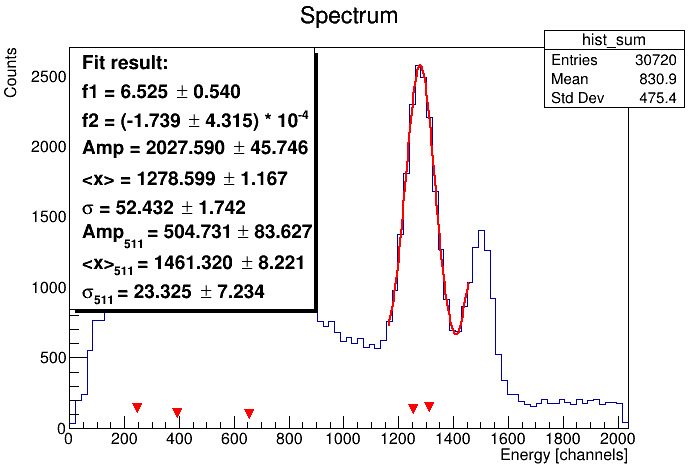 Spectrum
hist_sum
Entries 30720
Mean 830.9
Std Dev 475.4
Fit result:
f1 = 6.525 ± 0.540
f2 = (-1.739 ± 4.315) * 10⁻⁴
Amp = 2027.590 ± 45.746
<x> = 1278.599 ± 1.167
σ = 52.432 ± 1.742
Amp₅₁₁ = 504.731 ± 83.627
<x>₅₁₁ = 1461.320 ± 8.221
σ₅₁₁ = 23.325 ± 7.234
Counts
2500
2000
1500
1000
500
0
0 200 400 600 800 1000 1200 1400 1600 1800 2000
Energy [channels]